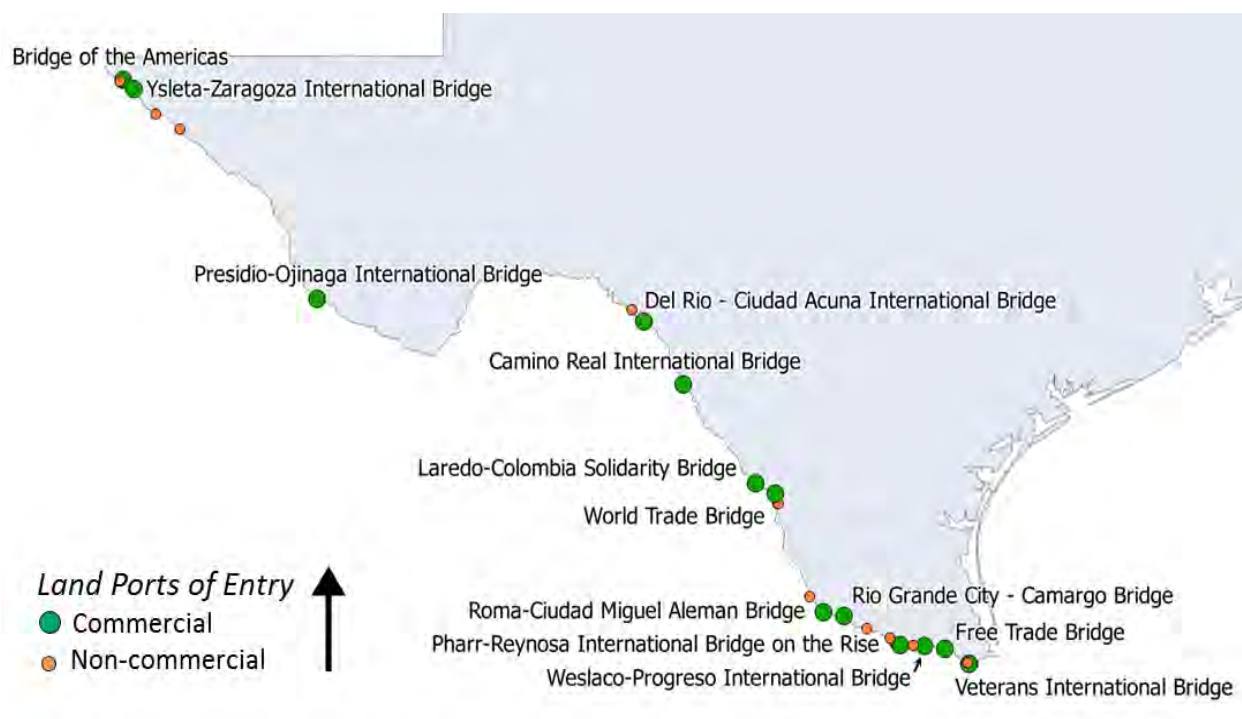 Bridge of the Americas
Ysleta-Zaragoza International Bridge
Presidio-Ojinaga International Bridge
Del Rio - Ciudad Acuna International Bridge
Camino Real International Bridge
Laredo-Colombia Solidarity Bridge
World Trade Bridge
Roma-Ciudad Miguel Aleman Bridge
Rio Grande City - Camargo Bridge
Pharr-Reynosa International Bridge on the Rise
Free Trade Bridge
Weslaco-Progreso International Bridge
Veterans International Bridge
Land Ports of Entry
Commercial
Non-commercial